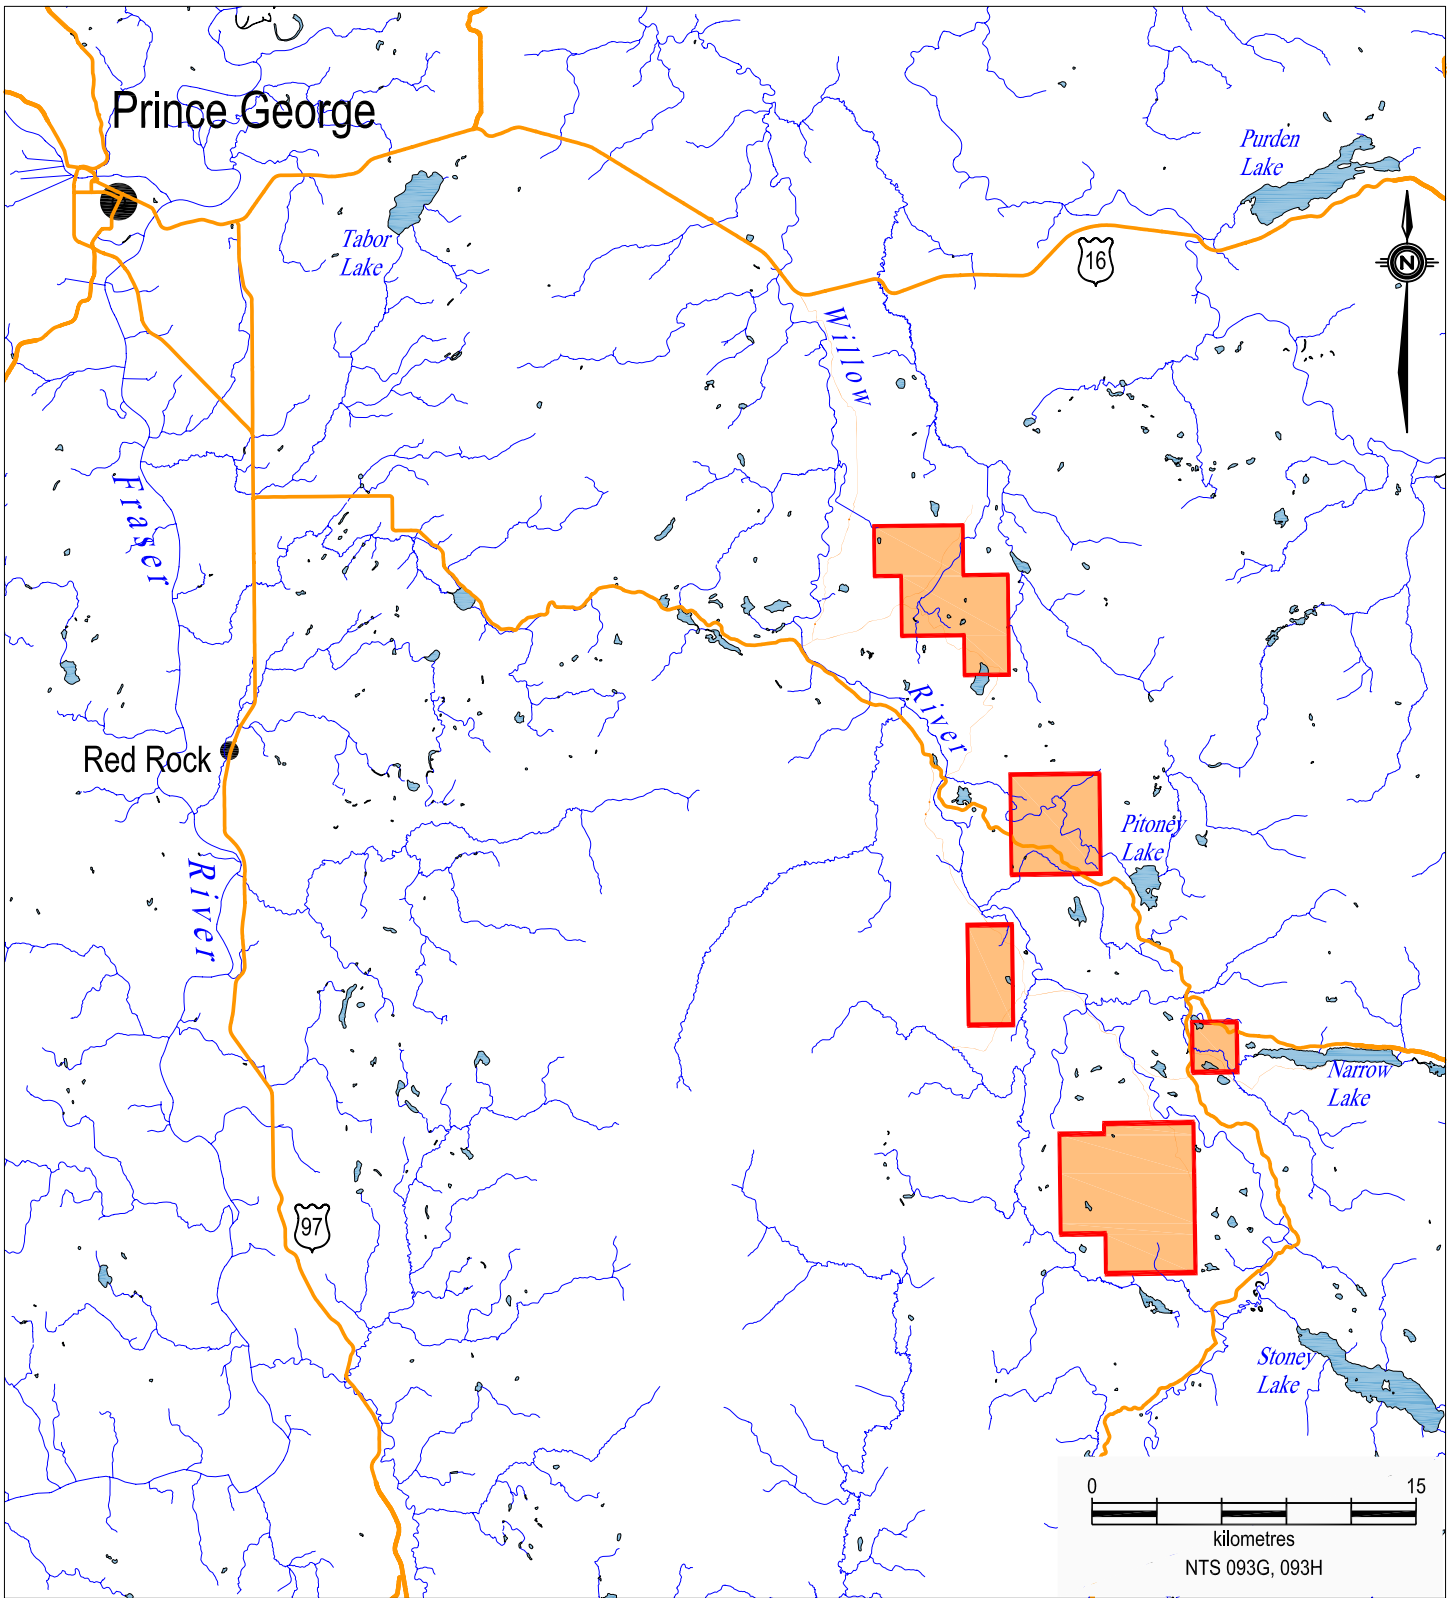 Prince George
Purden
Lake
Tabor
Lake
16
N
Willow
Fraser
River
Red Rock
Pitoney
Lake
River
Narrow
Lake
97
Stoney
Lake
0 15
kilometres
NTS 093G, 093H